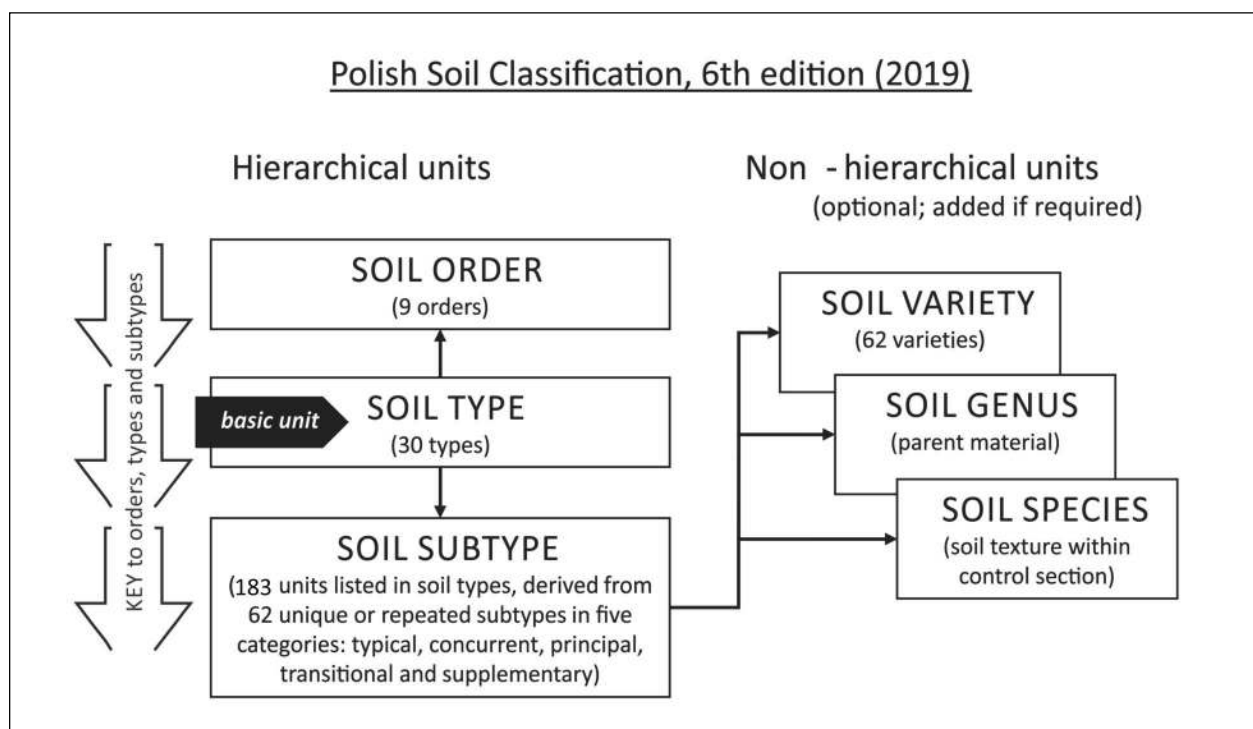 Polish Soil Classification, 6th edition (2019)
Hierarchical units
Non - hierarchical units
(optional; added if required)
KEY to orders, types and subtypes
SOIL ORDER
(9 orders)
basic unit
SOIL TYPE
(30 types)
SOIL SUBTYPE
(183 units listed in soil types, derived from
62 unique or repeated subtypes in five
categories: typical, concurrent, principal,
transitional and supplementary)
SOIL VARIETY
(62 varieties)
SOIL GENUS
(parent material)
SOIL SPECIES
(soil texture within
control section)